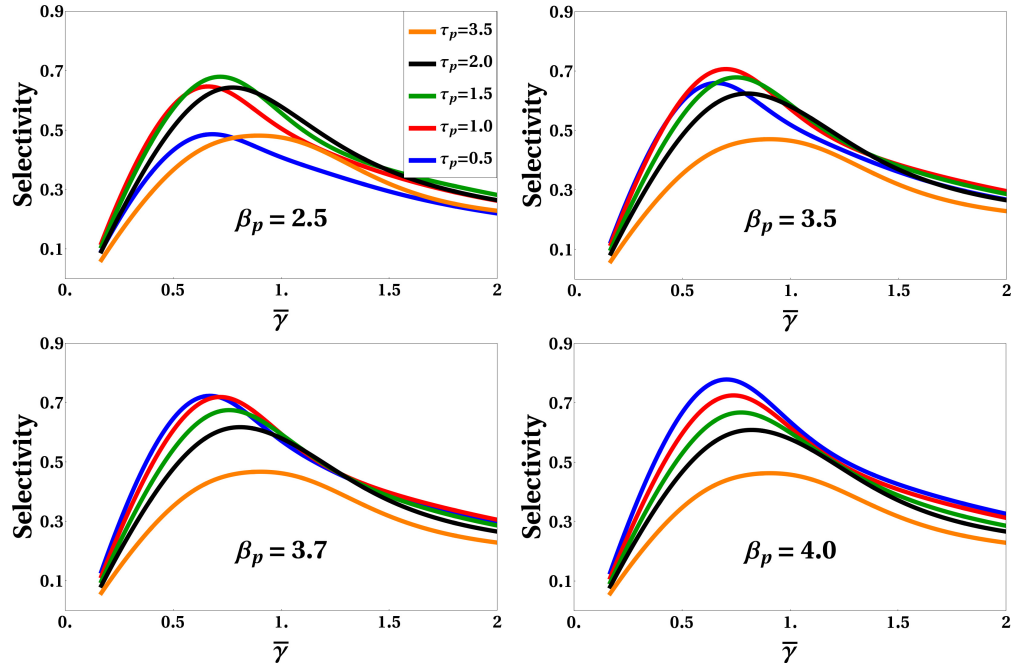 0.9
0.7
0.5
0.3
0.1
Selectivity
τp=3.5
τp=2.0
τp=1.5
τp=1.0
τp=0.5
βp = 2.5
0. 0.5 1. 1.5 2
γ̅
0.9
0.7
0.5
0.3
0.1
Selectivity
βp = 3.5
0. 0.5 1. 1.5 2
γ̅
0.9
0.7
0.5
0.3
0.1
Selectivity
βp = 3.7
0. 0.5 1. 1.5 2
γ̅
0.9
0.7
0.5
0.3
0.1
Selectivity
βp = 4.0
0. 0.5 1. 1.5 2
γ̅